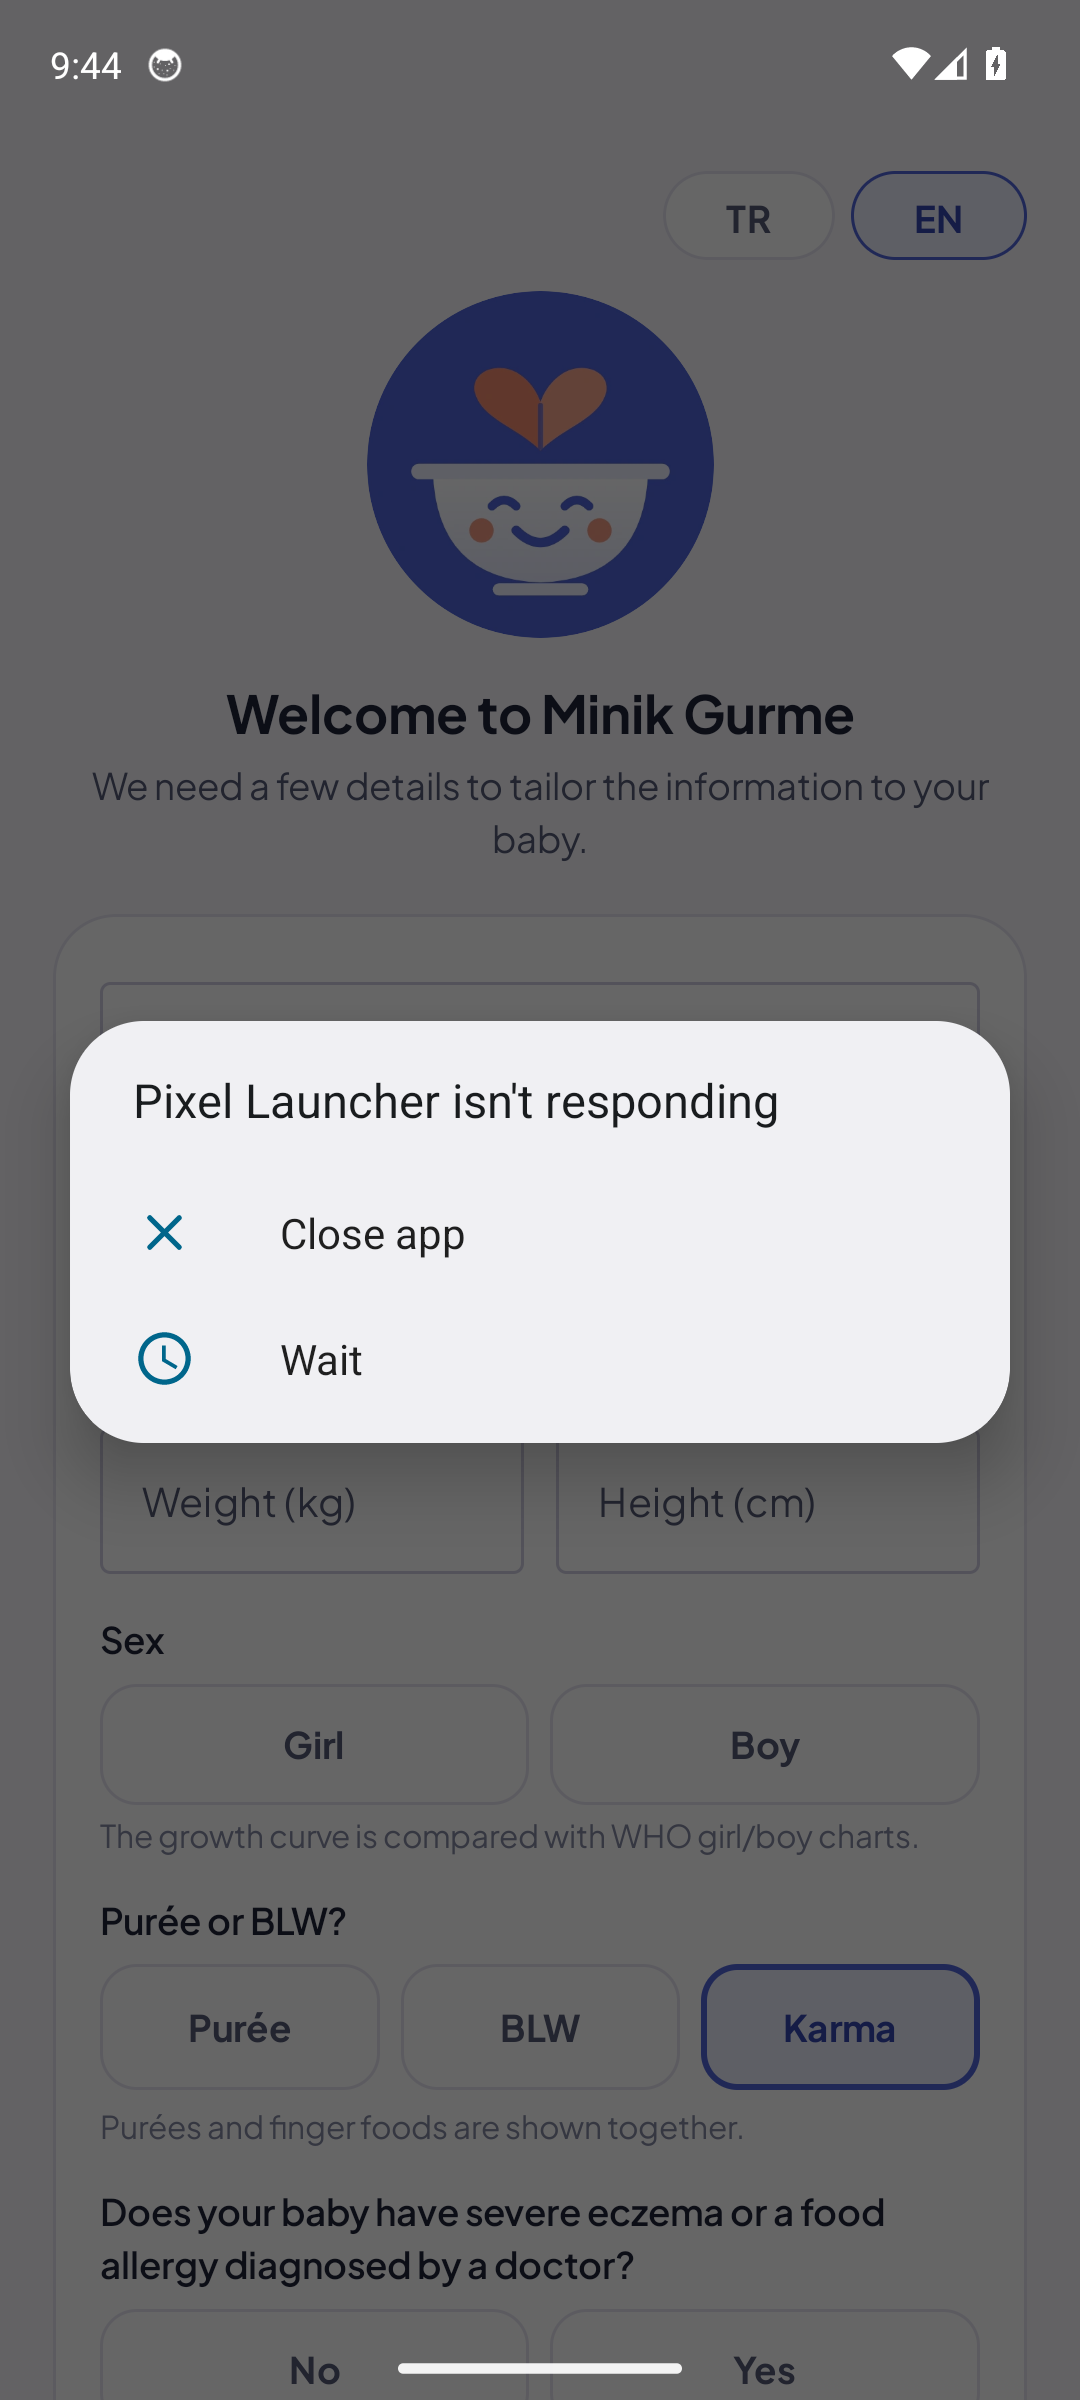 9:44
TR
EN
Welcome to Minik Gurme
We need a few details to tailor the information to your
baby.
Pixel Launcher isn't responding
Close app
Wait
Weight (kg)
Height (cm)
Sex
Girl
Boy
The growth curve is compared with WHO girl/boy charts.
Purée or BLW?
Purée
BLW
Karma
Purées and finger foods are shown together.
Does your baby have severe eczema or a food
allergy diagnosed by a doctor?
No
Yes